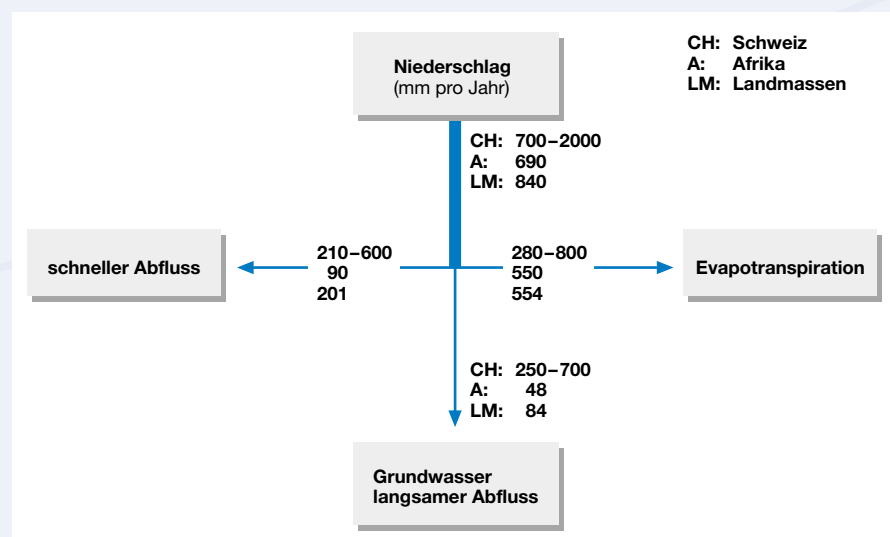 Niederschlag
(mm pro Jahr)
CH: Schweiz
A: Afrika
LM: Landmassen
CH: 700–2000
A: 690
LM: 840
schneller Abfluss
210–600
90
201
280–800
550
554
Evapotranspiration
CH: 250–700
A: 48
LM: 84
Grundwasser
langsamer Abfluss